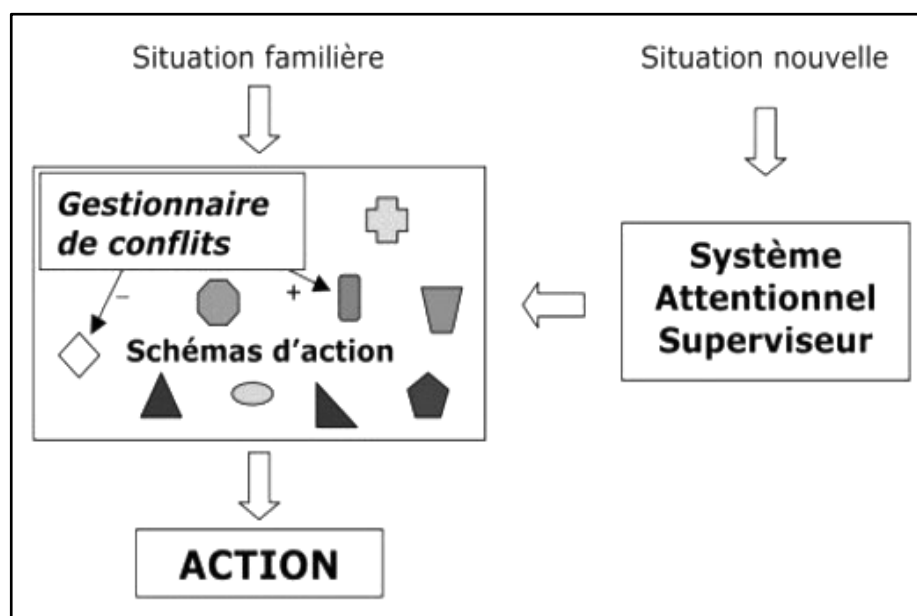 Situation familière
Situation nouvelle
Gestionnaire
de conflits
–
+
Schémas d'action
Système
Attentionnel
Superviseur
ACTION